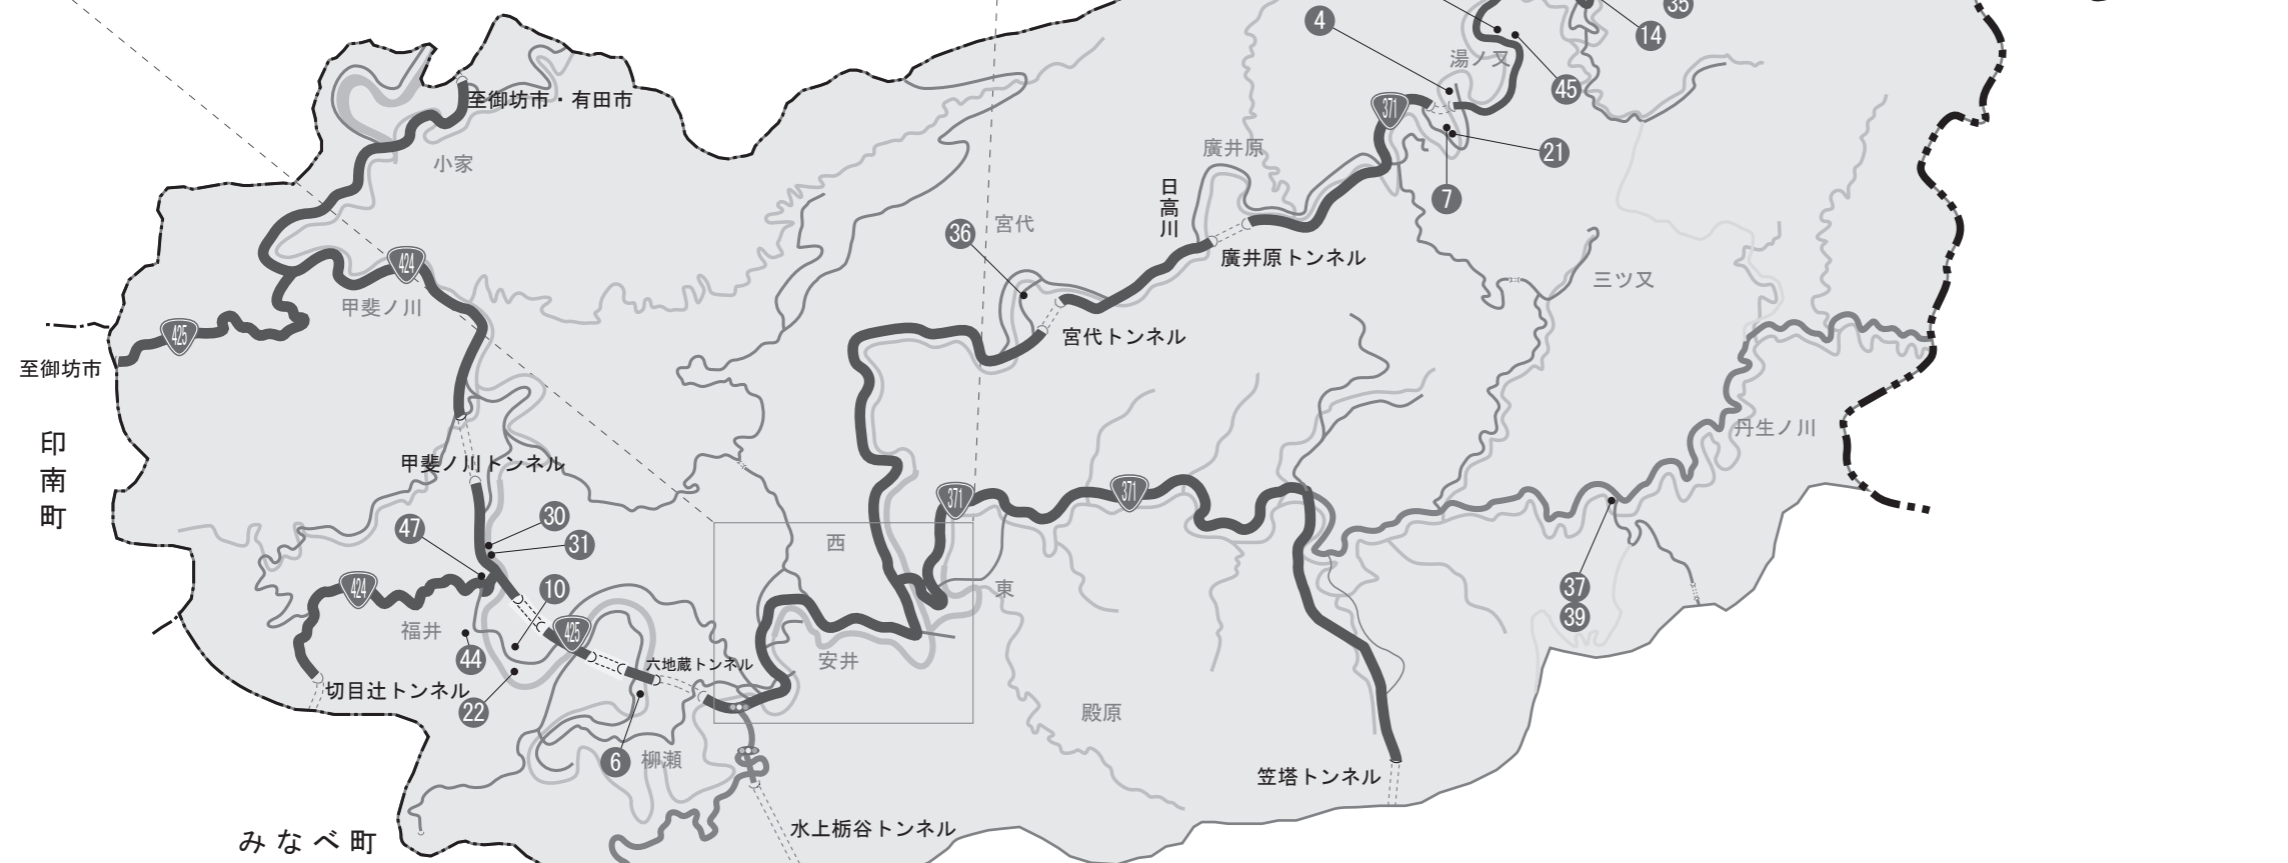 35
4
14
湯ノ又
45
至御坊市・有田市
371
小家
廣井原
21
7
日高川
36
宮代
廣井原トンネル
424
三ツ又
甲斐ノ川
425
宮代トンネル
至御坊市
丹生ノ川
印南町
甲斐ノ川トンネル
371
371
47
30
31
西
424
10
東
37
39
福井
425
44
六地蔵トンネル
安井
切目辻トンネル
22
殿原
6
柳瀬
笠塔トンネル
水上栃谷トンネル
みなべ町